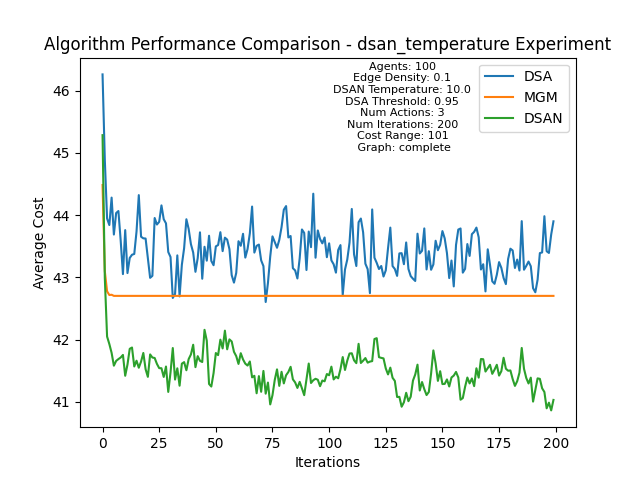 Algorithm Performance Comparison - dsan_temperature Experiment
Agents: 100
Edge Density: 0.1
DSAN Temperature: 10.0
DSA Threshold: 0.95
Num Actions: 3
Num Iterations: 200
Cost Range: 101
Graph: complete
DSA
MGM
DSAN
Average Cost
46
45
44
43
42
41
0 25 50 75 100 125 150 175 200
Iterations